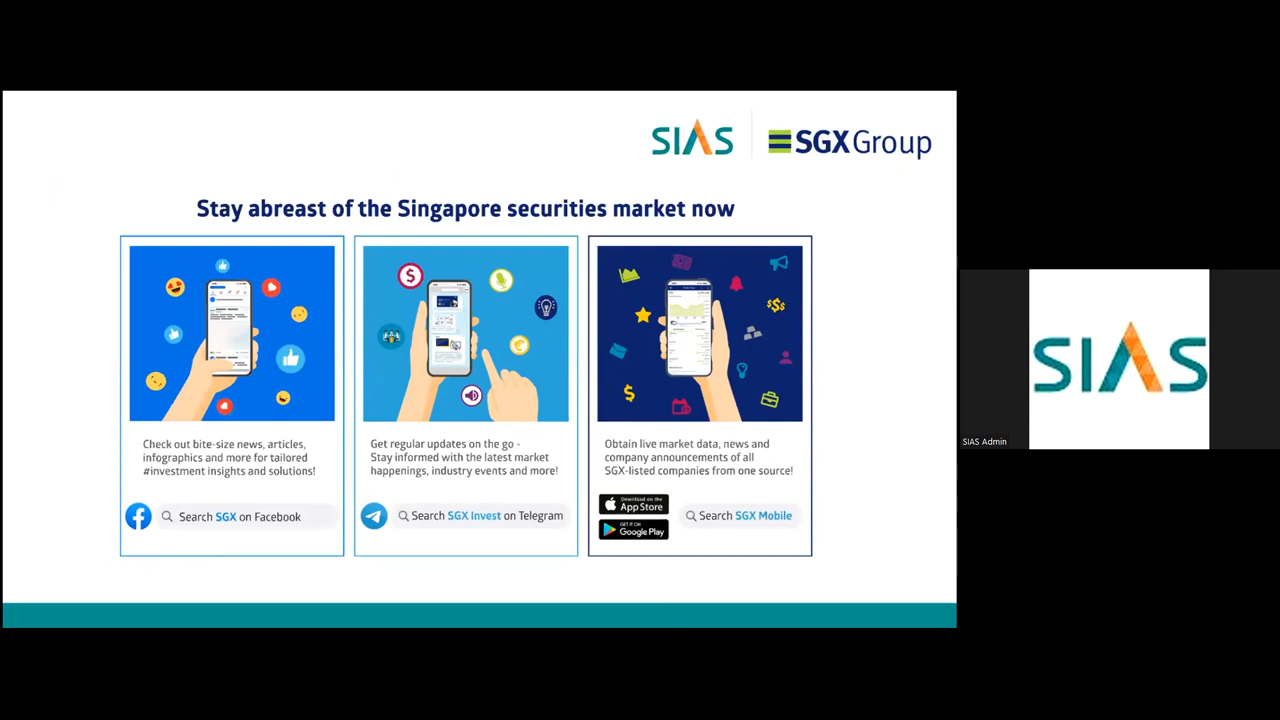 SIAS
SGX Group
Stay abreast of the Singapore securities market now
Check out bite-size news, articles,
infographics and more for tailored
#investment insights and solutions!
Search SGX on Facebook
Get regular updates on the go -
Stay informed with the latest market
happenings, industry events and more!
Search SGX Invest on Telegram
Obtain live market data, news and
company announcements of all
SGX-listed companies from one source!
Download on the
App Store
GET IT ON
Google Play
Search SGX Mobile
SIAS
SIAS Admin